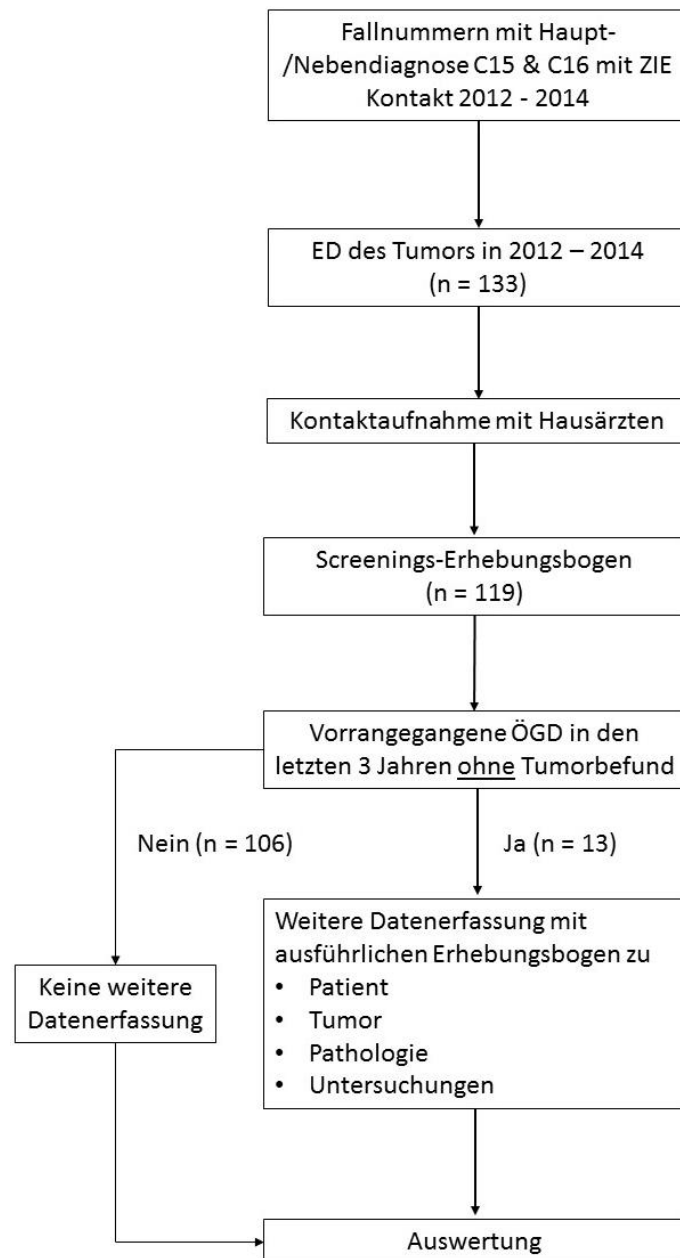 Fallnummern mit Haupt-
/Nebendiagnose C15 & C16 mit ZIE
Kontakt 2012 - 2014
ED des Tumors in 2012 – 2014
(n = 133)
Kontaktaufnahme mit Hausärzten
Screenings-Erhebungsbogen
(n = 119)
Vorrangegangene ÖGD in den
letzten 3 Jahren ohne Tumorbefund
Nein (n = 106)
Ja (n = 13)
Weitere Datenerfassung mit
ausführlichen Erhebungsbogen zu
• Patient
• Tumor
• Pathologie
• Untersuchungen
Keine weitere
Datenerfassung
Auswertung